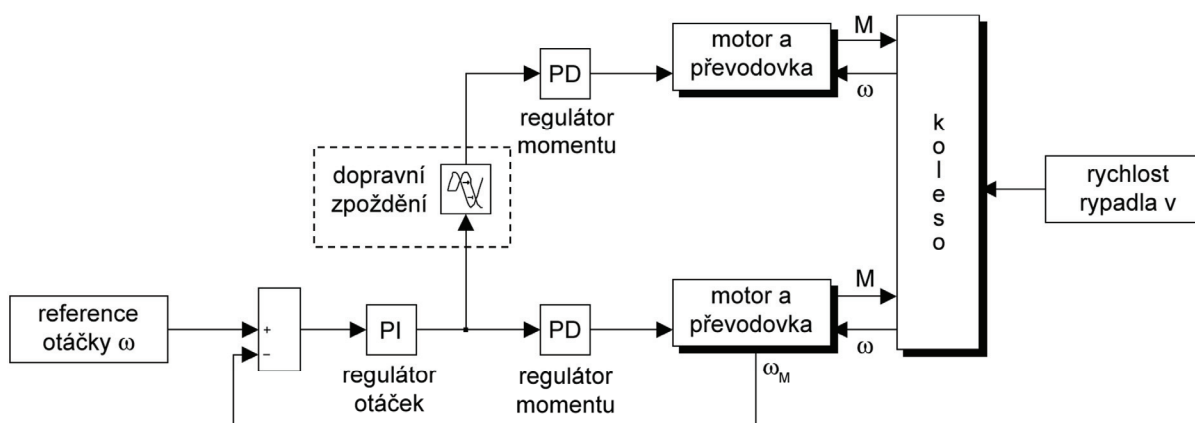 motor a
převodovka
M
ω
PD
regulátor
momentu
dopravní
zpoždění
k
o
l
e
s
o
rychlost
rypadla v
reference
otáčky ω
+
−
PI
regulátor
otáček
PD
regulátor
momentu
motor a
převodovka
M
ω
ωM